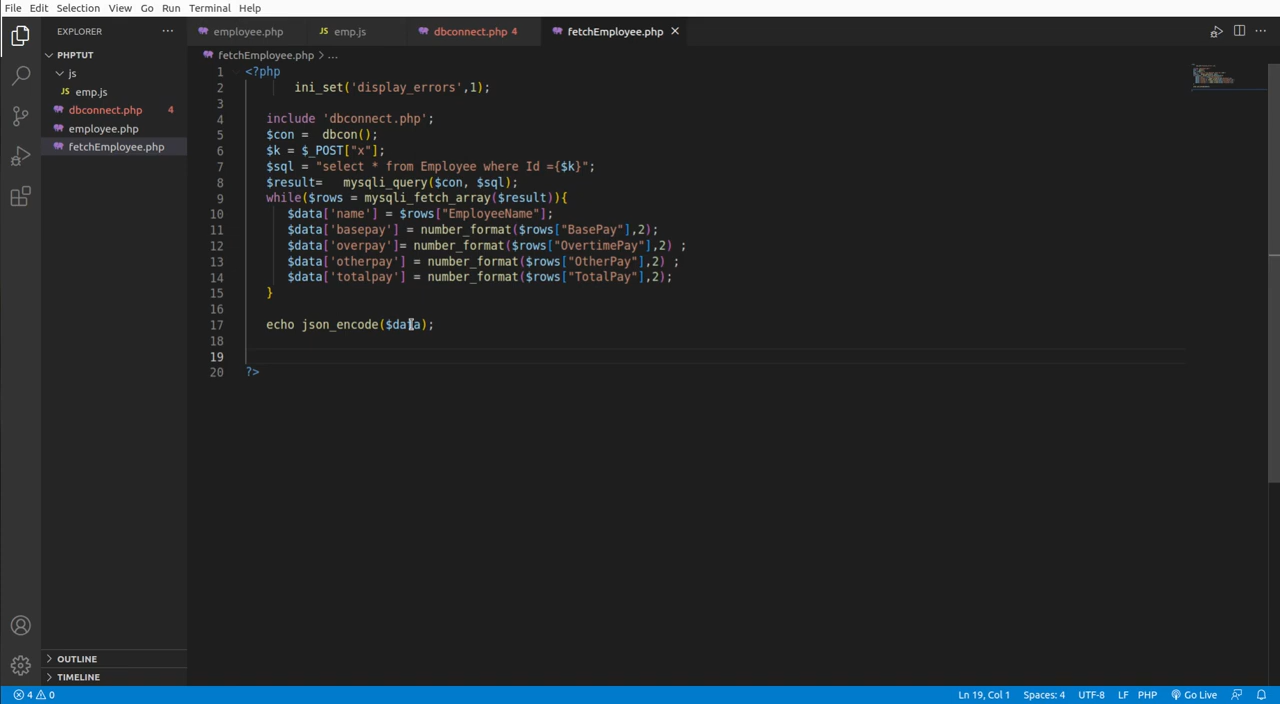 File Edit Selection View Go Run Terminal Help
EXPLORER
employee.php
JS emp.js
dbconnect.php 4
fetchEmployee.php
PHPTUT
js
JS emp.js
dbconnect.php 4
employee.php
fetchEmployee.php
fetchEmployee.php > ...
1 <?php
2 ini_set('display_errors',1);
3
4 include 'dbconnect.php';
5 $con = dbcon();
6 $k = $_POST["x"];
7 $sql = "select * from Employee where Id ={$k}";
8 $result= mysqli_query($con, $sql);
9 while($rows = mysqli_fetch_array($result)){
10 $data['name'] = $rows["EmployeeName"];
11 $data['basepay'] = number_format($rows["BasePay"],2);
12 $data['overpay']= number_format($rows["OvertimePay"],2) ;
13 $data['otherpay'] = number_format($rows["OtherPay"],2) ;
14 $data['totalpay'] = number_format($rows["TotalPay"],2);
15 }
16
17 echo json_encode($data);
18
19
20 ?>
OUTLINE
TIMELINE
4 0
Ln 19, Col 1 Spaces: 4 UTF-8 LF PHP Go Live